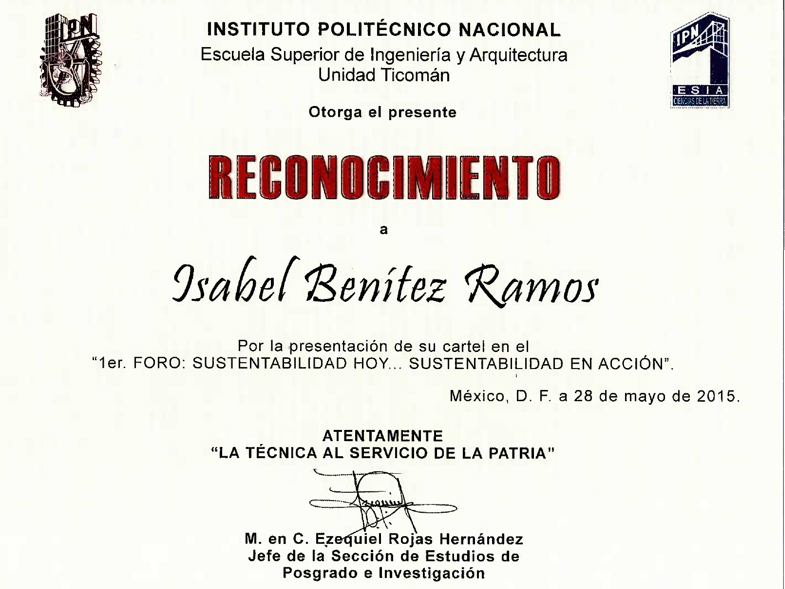 IPN
INSTITUTO POLITÉCNICO NACIONAL
Escuela Superior de Ingeniería y Arquitectura
Unidad Ticomán
IPN
ESIA
CIENCIAS DE LA TIERRA
Otorga el presente
RECONOCIMIENTO
a
Isabel Benítez Ramos
Por la presentación de su cartel en el
“1er. FORO: SUSTENTABILIDAD HOY... SUSTENTABILIDAD EN ACCIÓN”.
México, D. F. a 28 de mayo de 2015.
ATENTAMENTE
“LA TÉCNICA AL SERVICIO DE LA PATRIA”
M. en C. Ezequiel Rojas Hernández
Jefe de la Sección de Estudios de
Posgrado e Investigación